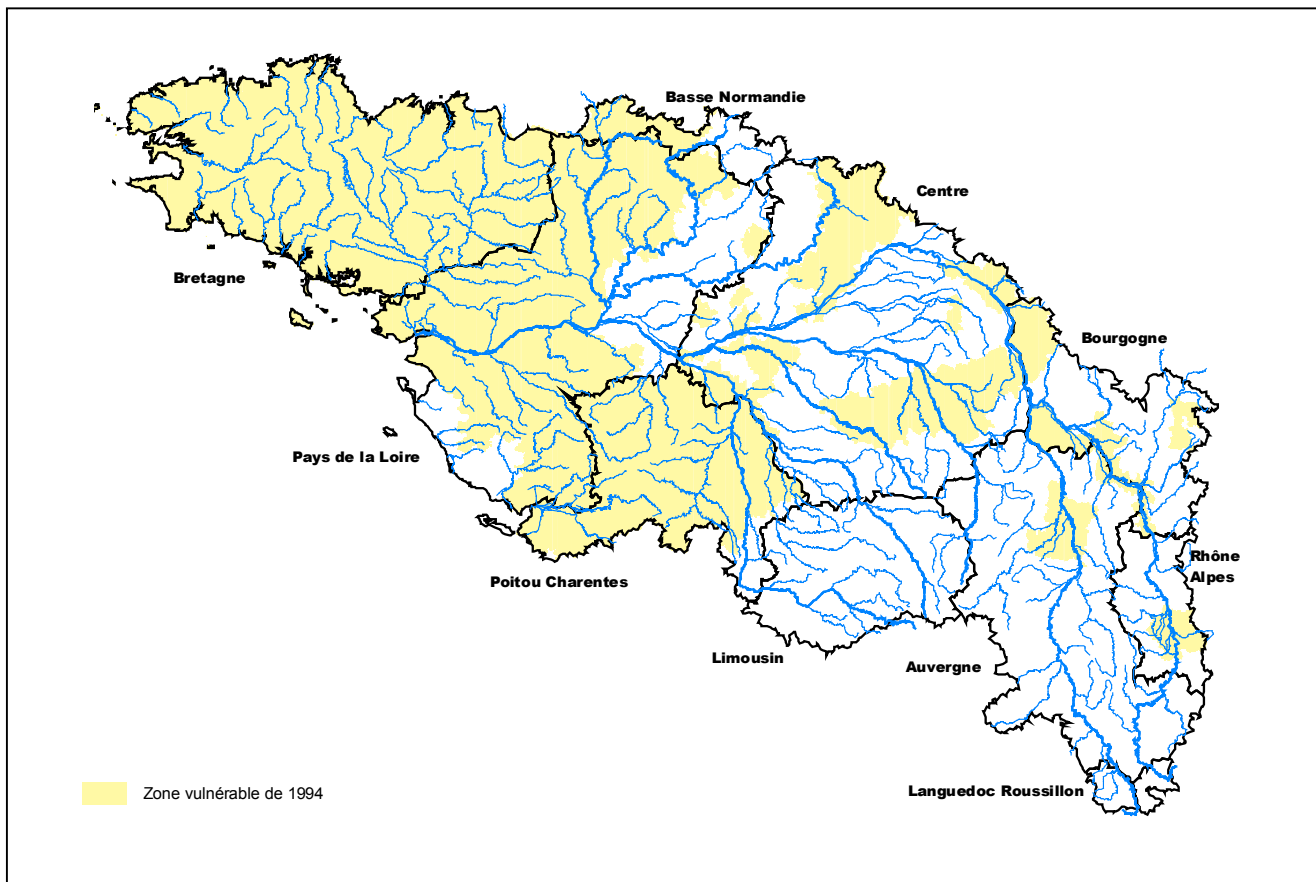 Basse Normandie
Centre
Bretagne
Bourgogne
Pays de la Loire
Rhône
Alpes
Poitou Charentes
Limousin
Auvergne
Languedoc Roussillon
Zone vulnérable de 1994